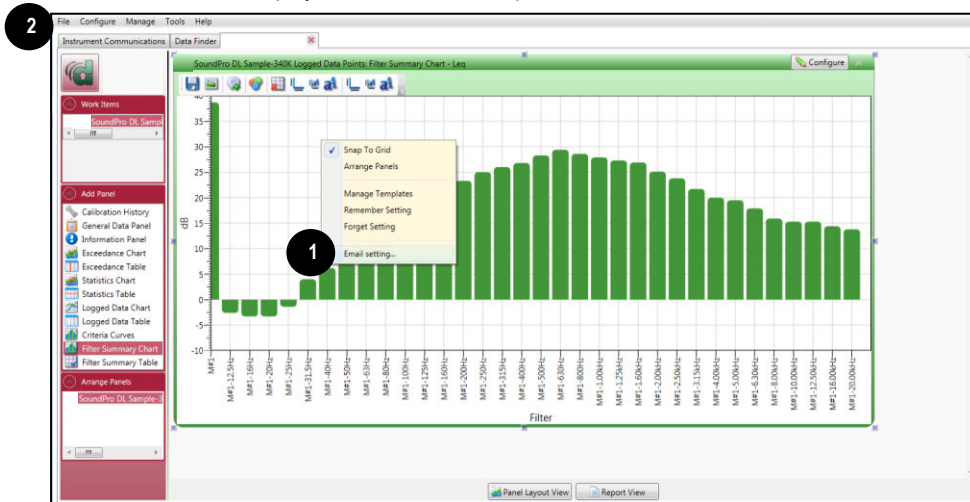 2
File Configure Manage Tools Help
Instrument Communications Data Finder
SoundPro DL Sample-340K Logged Data Points: Filter Summary Chart - Leq
Configure
Work Items
SoundPro DL Sampl
Add Panel
Calibration History
General Data Panel
Information Panel
Exceedance Chart
Exceedance Table
Statistics Chart
Statistics Table
Logged Data Chart
Logged Data Table
Criteria Curves
Filter Summary Chart
Filter Summary Table
Arrange Panels
SoundPro DL Sample-3
Snap To Grid
Arrange Panels
Manage Templates
Remember Setting
Forget Setting
1
Email setting...
dB
40
35
30
25
20
15
10
5
0
-5
-10
M#1
M#1-12.5Hz
M#1-16Hz
M#1-20Hz
M#1-25Hz
M#1-31.5Hz
M#1-40Hz
M#1-50Hz
M#1-63Hz
M#1-80Hz
M#1-100Hz
M#1-125Hz
M#1-160Hz
M#1-200Hz
M#1-250Hz
M#1-315Hz
M#1-400Hz
M#1-500Hz
M#1-630Hz
M#1-800Hz
M#1-1.00kHz
M#1-1.25kHz
M#1-1.60kHz
M#1-2.00kHz
M#1-2.50kHz
M#1-3.15kHz
M#1-4.00kHz
M#1-5.00kHz
M#1-6.30kHz
M#1-8.00kHz
M#1-10.00kHz
M#1-12.50kHz
M#1-16.00kHz
M#1-20.00kHz
Filter
Panel Layout View
Report View